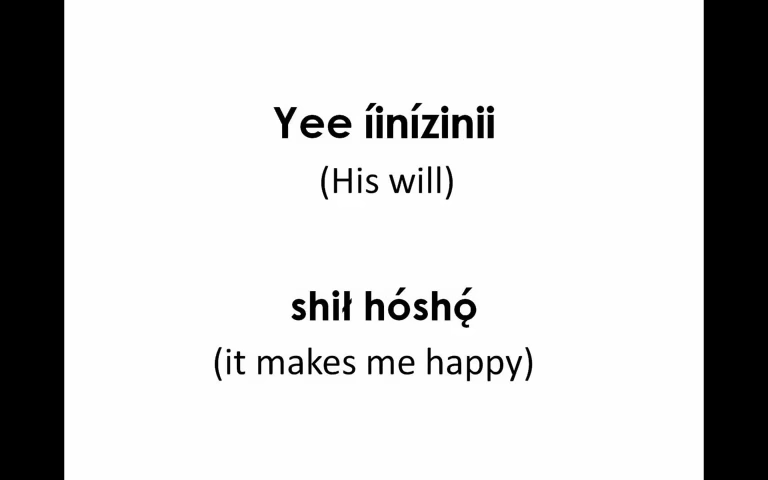 Yee íinízinii
(His will)
shił hóshǫ́
(it makes me happy)